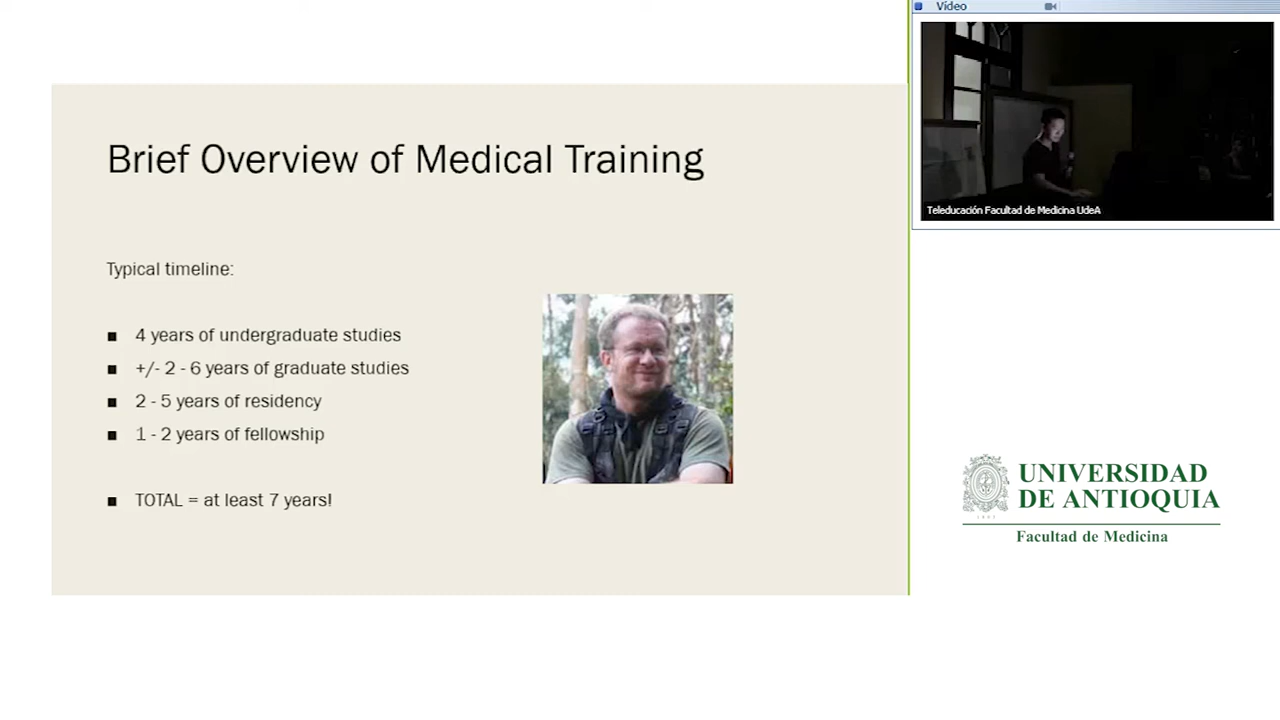 Brief Overview of Medical Training
Typical timeline:
■ 4 years of undergraduate studies
■ +/- 2 - 6 years of graduate studies
■ 2 - 5 years of residency
■ 1 - 2 years of fellowship
■ TOTAL = at least 7 years!
Vídeo
Teleducación Facultad de Medicina UdeA
UNIVERSIDAD
DE ANTIOQUIA
Facultad de Medicina